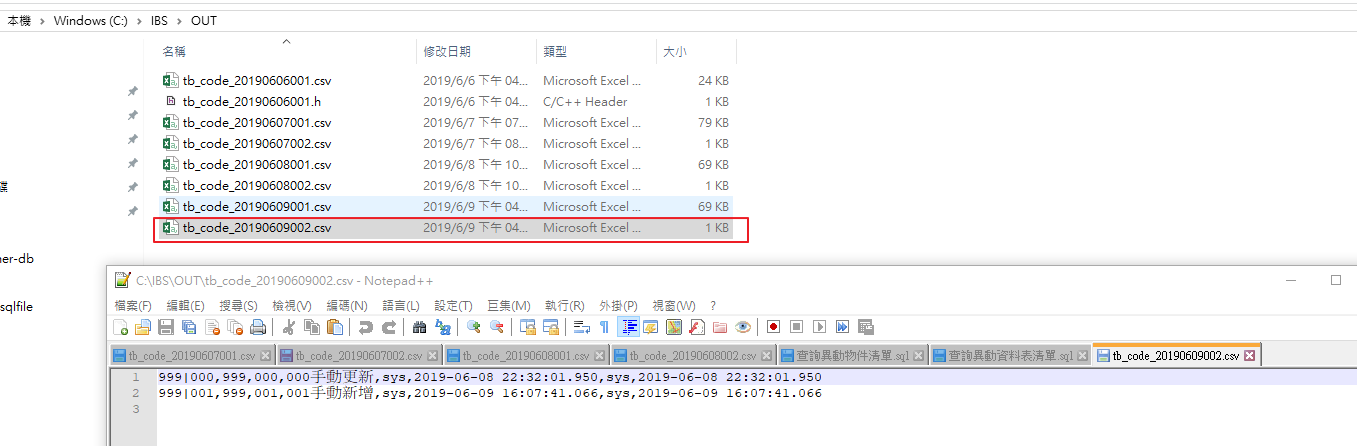 本機 > Windows (C:) > IBS > OUT
名稱 修改日期 類型 大小
tb_code_20190606001.csv 2019/6/6 下午 04... Microsoft Excel ... 24 KB
tb_code_20190606001.h 2019/6/6 下午 04... C/C++ Header 1 KB
tb_code_20190607001.csv 2019/6/7 下午 07... Microsoft Excel ... 79 KB
tb_code_20190607002.csv 2019/6/7 下午 08... Microsoft Excel ... 1 KB
tb_code_20190608001.csv 2019/6/8 下午 10... Microsoft Excel ... 69 KB
tb_code_20190608002.csv 2019/6/8 下午 10... Microsoft Excel ... 1 KB
檔
tb_code_20190609001.csv 2019/6/9 下午 04... Microsoft Excel ... 69 KB
tb_code_20190609002.csv 2019/6/9 下午 04... Microsoft Excel ... 1 KB
ner-db
sqlfile
C:\IBS\OUT\tb_code_20190609002.csv - Notepad++
檔案(F) 編輯(E) 搜尋(S) 檢視(V) 編碼(N) 語言(L) 設定(T) 巨集(M) 執行(R) 外掛(P) 視窗(W) ?
tb_code_20190607001.csv tb_code_20190607002.csv tb_code_20190608001.csv tb_code_20190608002.csv 查詢異動物件清單.sql 查詢異動資料表清單.sql tb_code_20190609002.csv
1 999|000,999,000,000手動更新,sys,2019-06-08 22:32:01.950,sys,2019-06-08 22:32:01.950
2 999|001,999,001,001手動新增,sys,2019-06-09 16:07:41.066,sys,2019-06-09 16:07:41.066
3